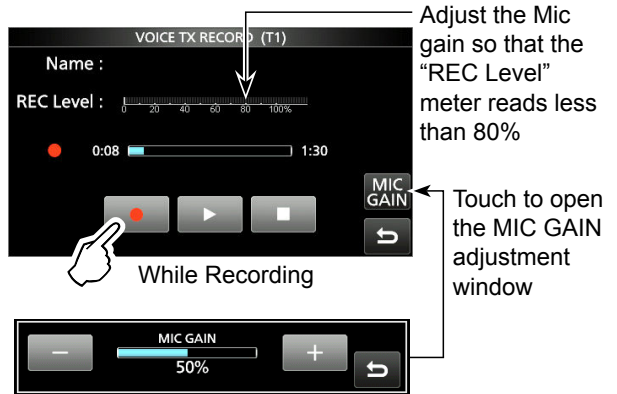 VOICE TX RECORD (T1)
Name :
REC Level :
0 20 40 60 80 100%
0:08 1:30
MIC
GAIN
While Recording
Adjust the Mic
gain so that the
“REC Level”
meter reads less
than 80%
Touch to open
the MIC GAIN
adjustment
window
MIC GAIN
50%